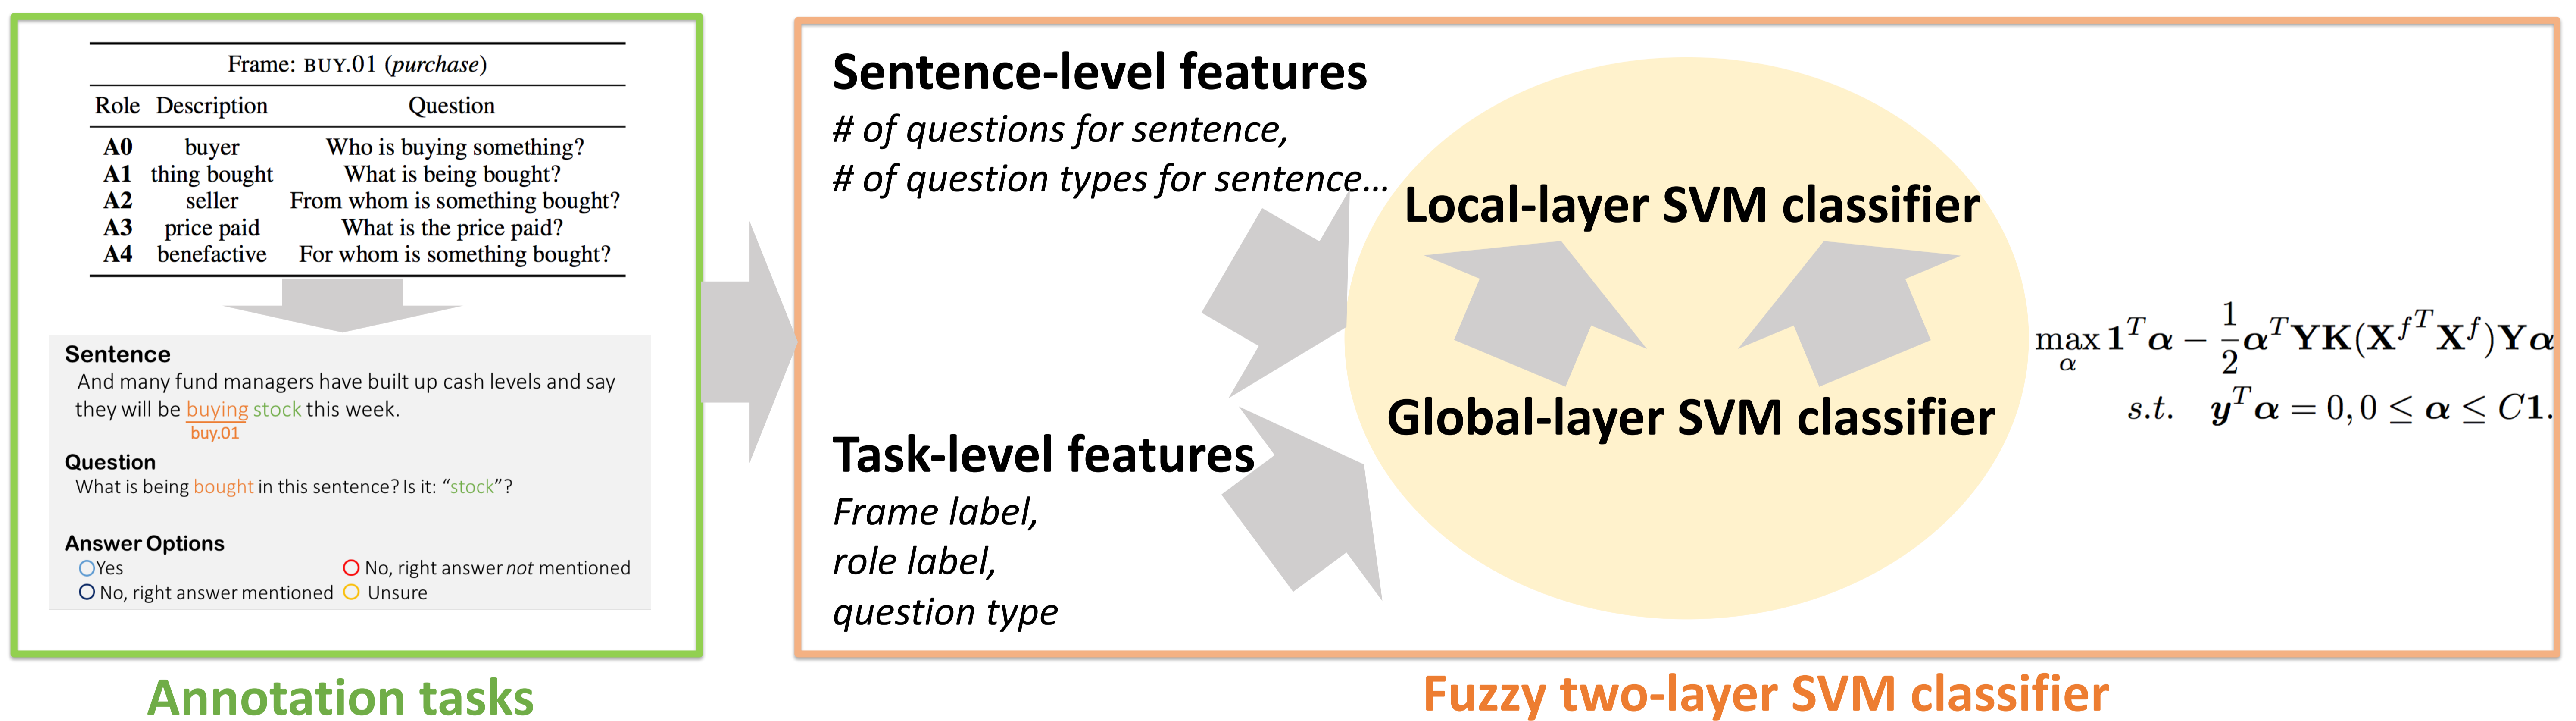 Frame: BUY.01 (purchase)
Role Description Question
A0 buyer Who is buying something?
A1 thing bought What is being bought?
A2 seller From whom is something bought?
A3 price paid What is the price paid?
A4 benefactive For whom is something bought?
Sentence
And many fund managers have built up cash levels and say
they will be buying stock this week.
buy.01
Question
What is being bought in this sentence? Is it: “stock”?
Answer Options
Yes
No, right answer not mentioned
No, right answer mentioned
Unsure
Annotation tasks
Sentence-level features
# of questions for sentence,
# of question types for sentence…
Task-level features
Frame label,
role label,
question type
Local-layer SVM classifier
Global-layer SVM classifier
max_α 1^T α − 1/2 α^T YK(X^{f^T} X^f)Yα
s.t. y^T α = 0, 0 ≤ α ≤ C1.
Fuzzy two-layer SVM classifier